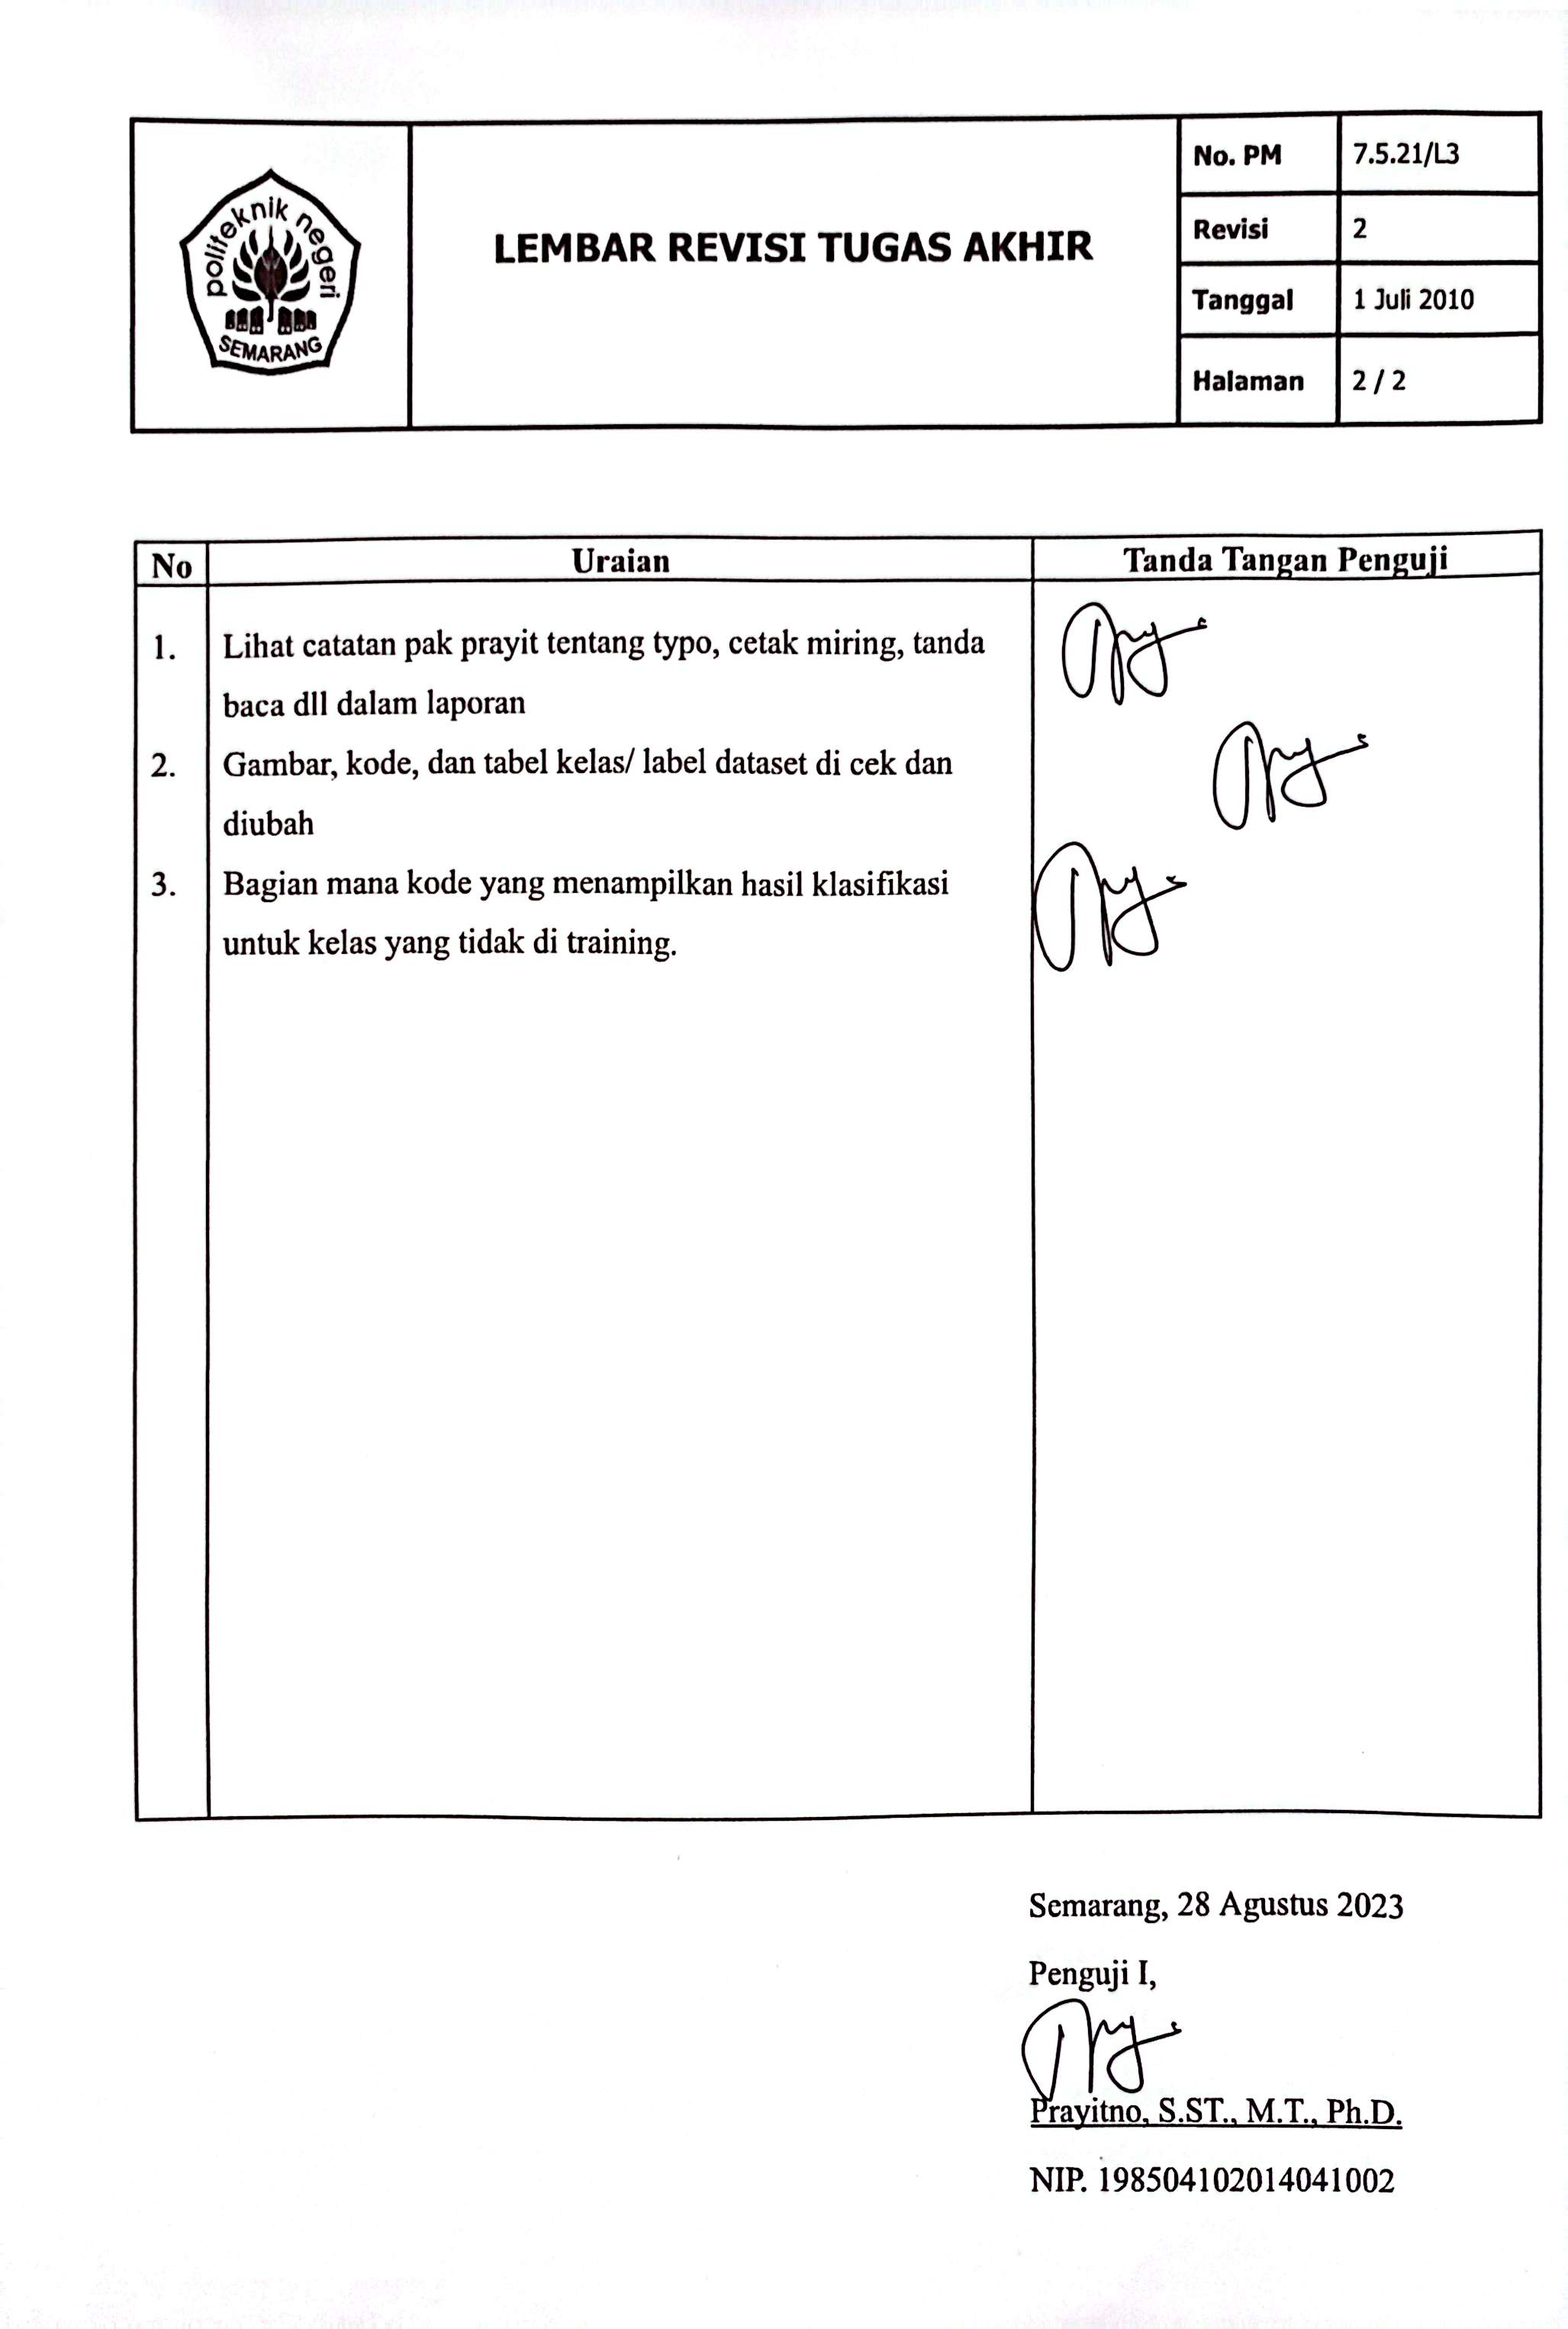 politeknik negeri
SEMARANG
LEMBAR REVISI TUGAS AKHIR
No. PM 7.5.21/L3
Revisi 2
Tanggal 1 Juli 2010
Halaman 2 / 2
No Uraian Tanda Tangan Penguji
1. Lihat catatan pak prayit tentang typo, cetak miring, tanda
baca dll dalam laporan
2. Gambar, kode, dan tabel kelas/ label dataset di cek dan
diubah
3. Bagian mana kode yang menampilkan hasil klasifikasi
untuk kelas yang tidak di training.
Semarang, 28 Agustus 2023
Penguji I,
Prayitno, S.ST., M.T., Ph.D.
NIP. 198504102014041002